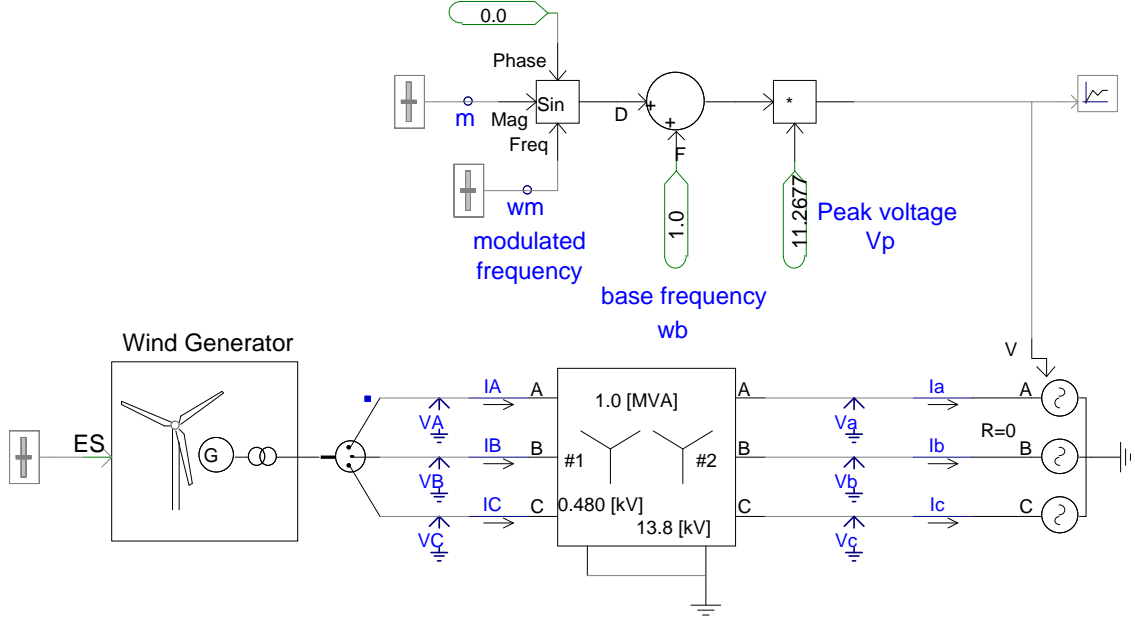 0.0
Phase
Sin
m
Mag
D
+
+
*
Freq
F
wm
modulated
frequency
1.0
11.2677
Peak voltage
Vp
base frequency
wb
Wind Generator
V
IA
A
A
Ia
A
1.0 [MVA]
VA
Va
R=0
ES
G
IB
B
#1
#2
B
Ib
B
VB
Vb
IC
C
0.480 [kV]
C
Ic
C
13.8 [kV]
VC
Vc